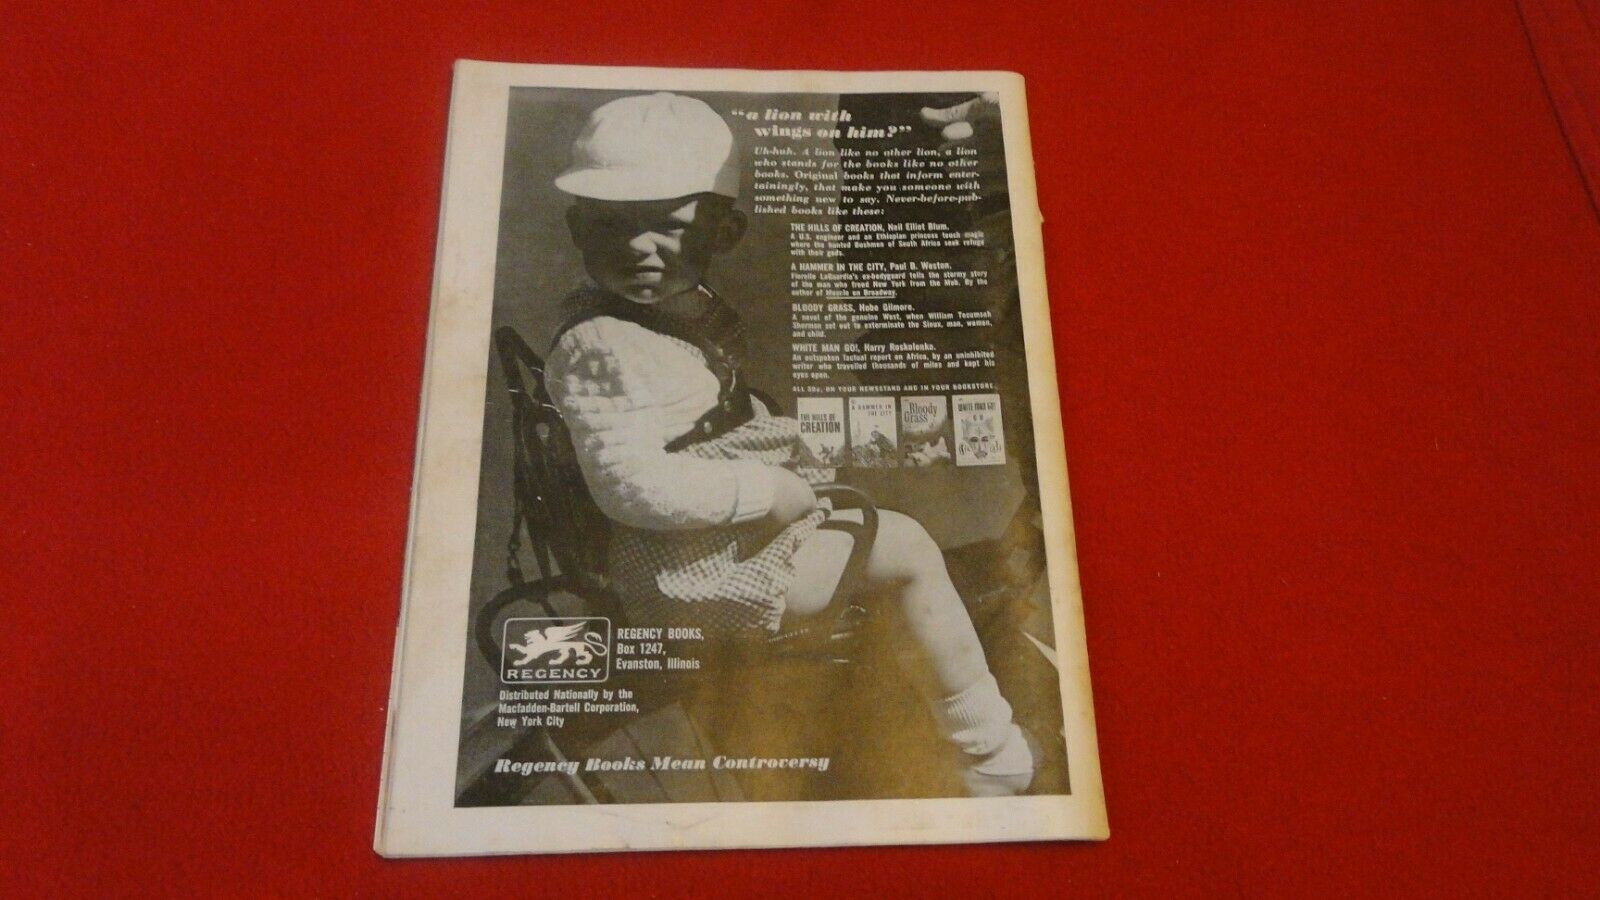 “a lion with
wings on him?”
Uh-huh. A lion like no other lion, a lion
who stands for the books like no other
books. Original books that inform enter-
tainingly, that make you someone with
something new to say. Never-before-pub-
lished books like these:
THE HILLS OF CREATION, Neil Elliot Blum.
A U.S. engineer and an Ethiopian princess touch magic
where the hunted Bushmen of South Africa seek refuge
with their gods.
A HAMMER IN THE CITY, Paul B. Weston.
Fiorello LaGuardia's ex-bodyguard tells the stormy story
of the man who freed New York from the Mob. By the
author of Muscle on Broadway.
BLOODY GRASS, Hobe Gilmore.
A novel of the genuine West, when William Tecumseh
Sherman set out to exterminate the Sioux, man, woman,
and child.
WHITE MAN GO!, Harry Roskolenko.
An outspoken factual report on Africa, by an uninhibited
writer who travelled thousands of miles and kept his
eyes open.
ALL 50¢, ON YOUR NEWSSTAND AND IN YOUR BOOKSTORE
THE HILLS OF
CREATION
A HAMMER IN
THE CITY
Bloody
Grass
WHITE MAN GO!
REGENCY
REGENCY BOOKS,
Box 1247,
Evanston, Illinois
Distributed Nationally by the
Macfadden-Bartell Corporation,
New York City
Regency Books Mean Controversy